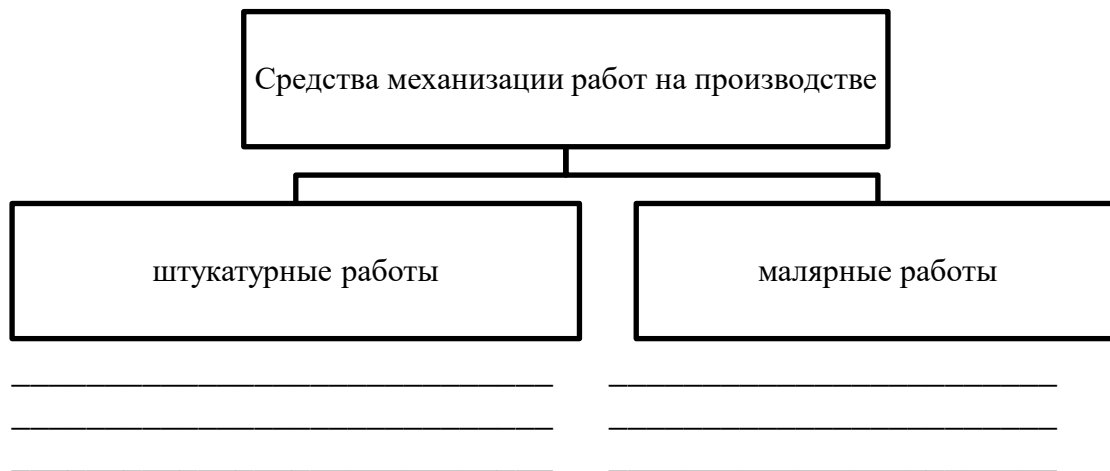 Средства механизации работ на производстве
штукатурные работы
малярные работы